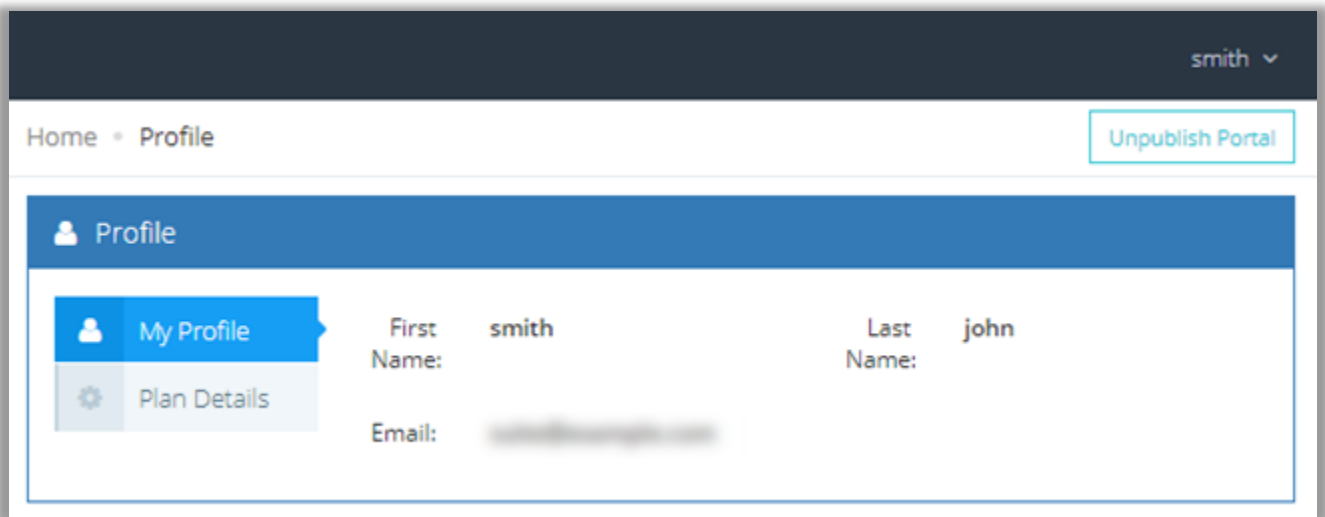 smith
Home • Profile
Unpublish Portal
Profile
My Profile
First Name:
smith
Last Name:
john
Plan Details
Email: